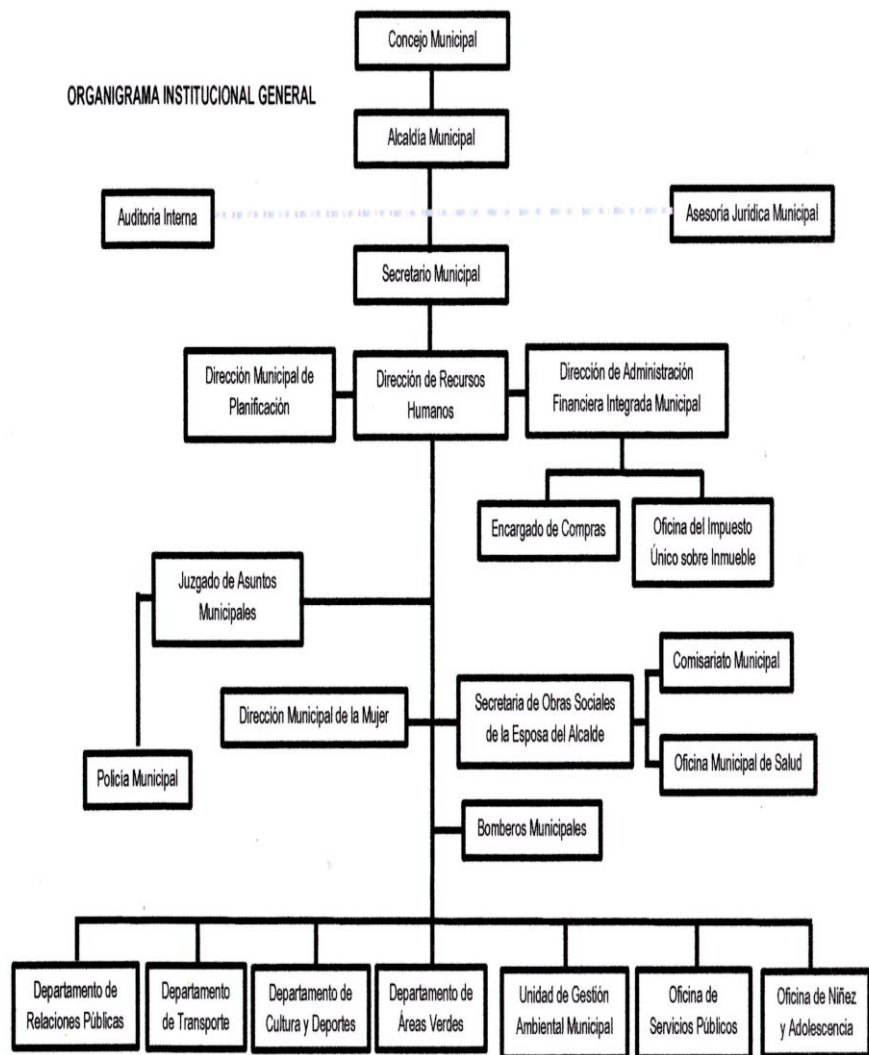 Concejo Municipal
ORGANIGRAMA INSTITUCIONAL GENERAL
Alcaldía Municipal
Auditoria Interna
Asesoría Jurídica Municipal
Secretario Municipal
Dirección Municipal de
Planificación
Dirección de Recursos
Humanos
Dirección de Administración
Financiera Integrada Municipal
Encargado de Compras
Oficina del Impuesto
Único sobre Inmueble
Juzgado de Asuntos
Municipales
Comisariato Municipal
Dirección Municipal de la Mujer
Secretaria de Obras Sociales
de la Esposa del Alcalde
Policía Municipal
Oficina Municipal de Salud
Bomberos Municipales
Departamento de
Relaciones Públicas
Departamento
de Transporte
Departamento de
Cultura y Deportes
Departamento de
Áreas Verdes
Unidad de Gestión
Ambiental Municipal
Oficina de
Servicios Públicos
Oficina de Niñez
y Adolescencia